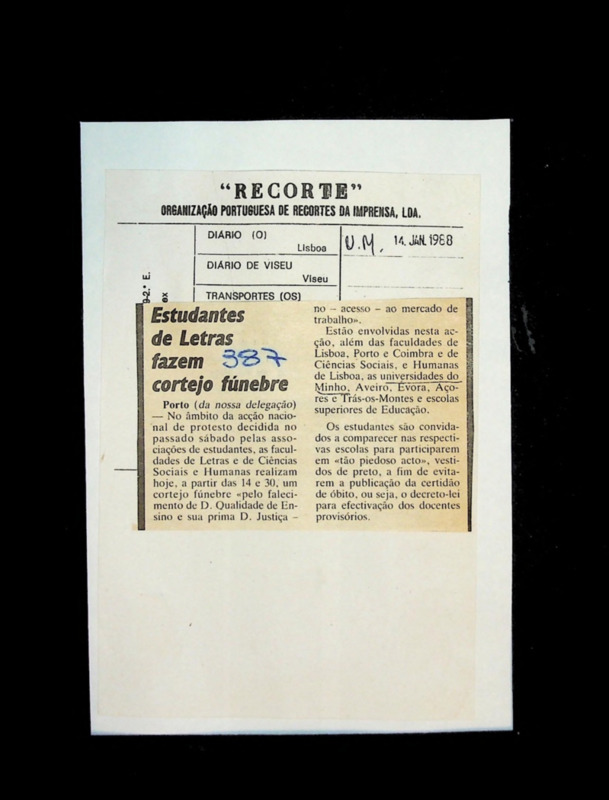 "RECORTE"
ORGANIZAÇÃO PORTUGUESA DE RECORTES DA IMPRENSA, LDA.
DIÁRIO (O)
Lisboa
U.M. 14. JAN. 1988
DIÁRIO DE VISEU
Viseu
TRANSPORTES (OS)
9-2.º E.
ex
Estudantes
de Letras
fazem 387
cortejo fúnebre
Porto (da nossa delegação)
— No âmbito da acção nacio-
nal de protesto decidida no
passado sábado pelas asso-
ciações de estudantes, as facul-
dades de Letras e de Ciências
Sociais e Humanas realizam
hoje, a partir das 14 e 30, um
cortejo fúnebre «pelo faleci-
mento de D. Qualidade de En-
sino e sua prima D. Justiça –
no – acesso – ao mercado de
trabalho».
Estão envolvidas nesta ac-
ção, além das faculdades de
Lisboa, Porto e Coimbra e de
Ciências Sociais, e Humanas
de Lisboa, as universidades do
Minho, Aveiro, Évora, Aço-
res e Trás-os-Montes e escolas
superiores de Educação.
Os estudantes são convida-
dos a comparecer nas respecti-
vas escolas para participarem
em «tão piedoso acto», vesti-
dos de preto, a fim de evita-
rem a publicação da certidão
de óbito, ou seja, o decreto-lei
para efectivação dos docentes
provisórios.